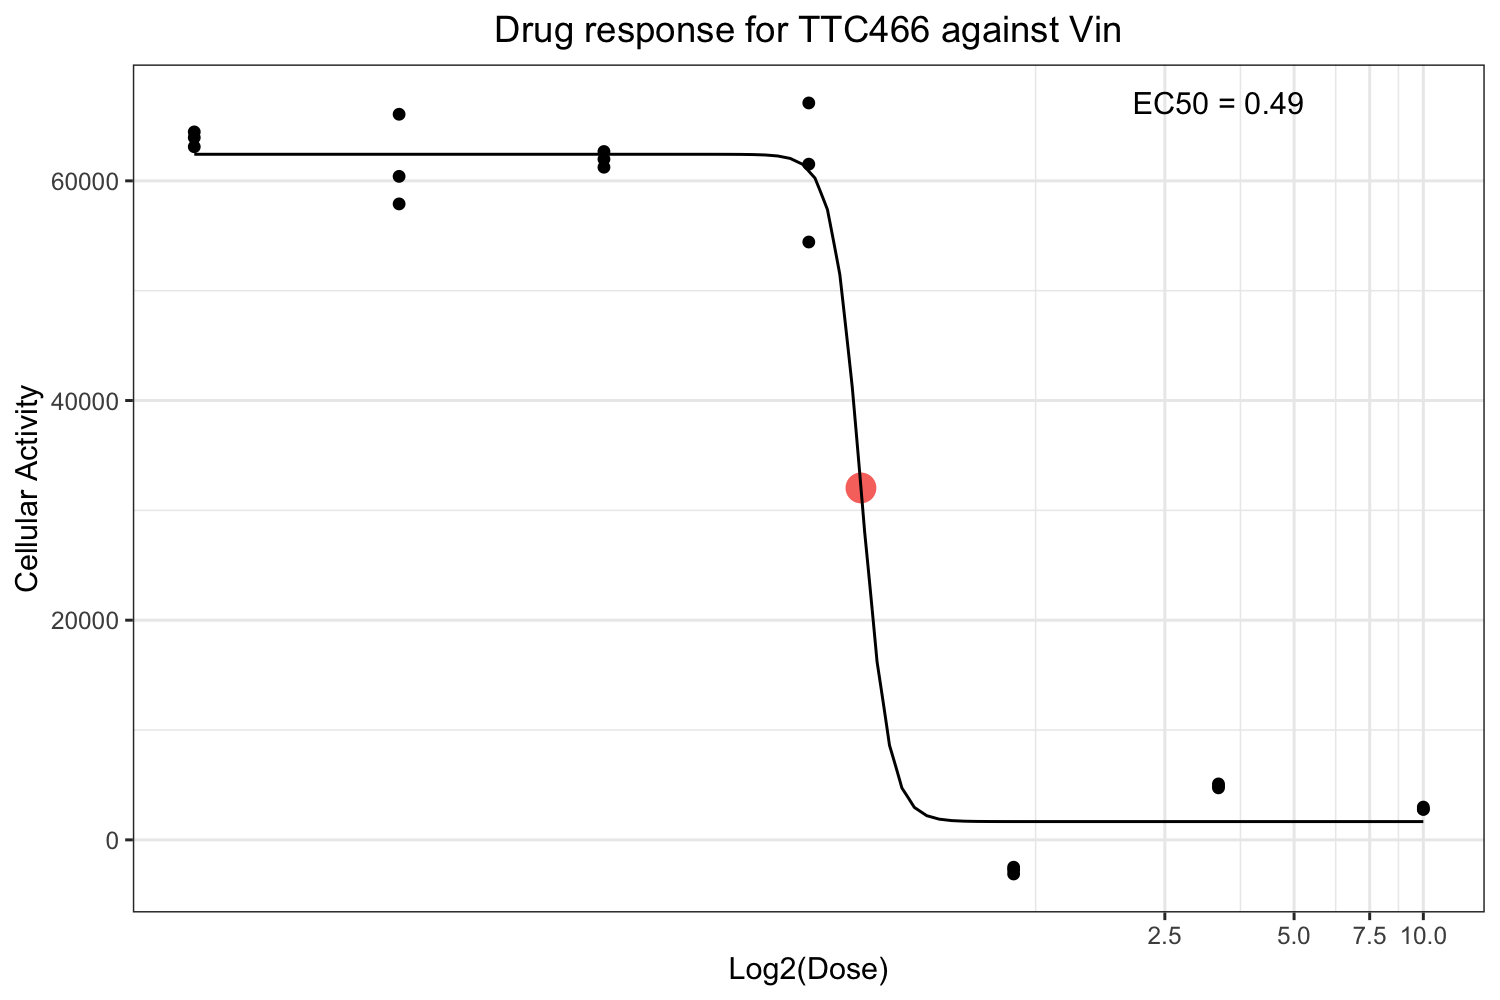 Drug response for TTC466 against Vin
EC50 = 0.49
Cellular Activity
60000
40000
20000
0
2.5 5.0 7.5 10.0
Log2(Dose)